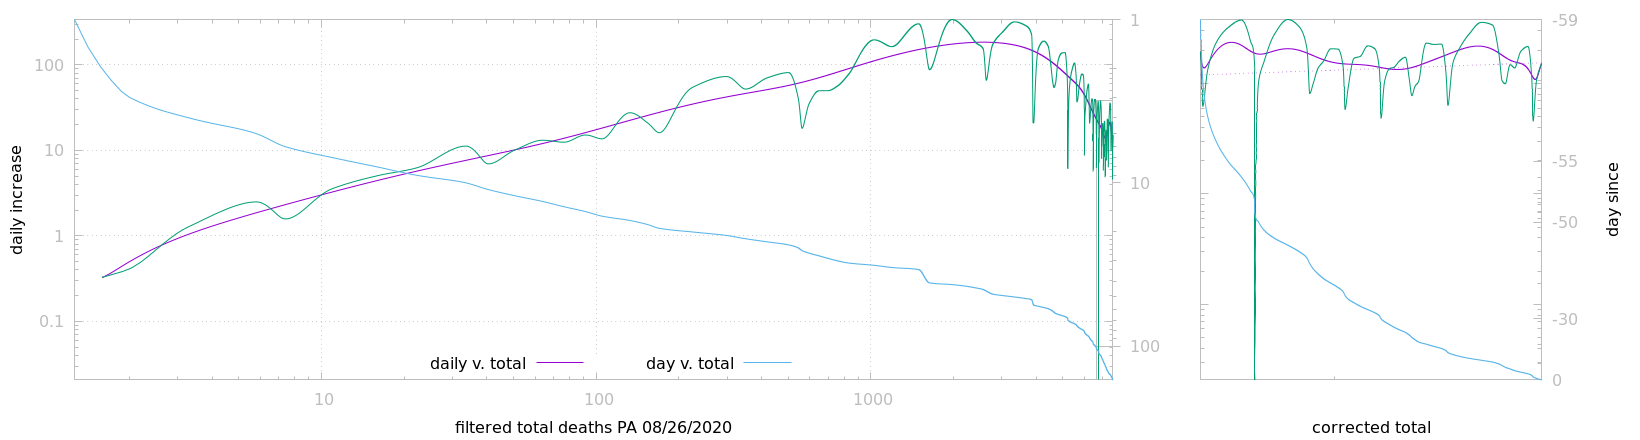 100
10
1
0.1
daily increase
10
100
1000
filtered total deaths PA 08/26/2020
daily v. total
day v. total
1
10
100
-59
-55
-50
-30
0
day since
corrected total